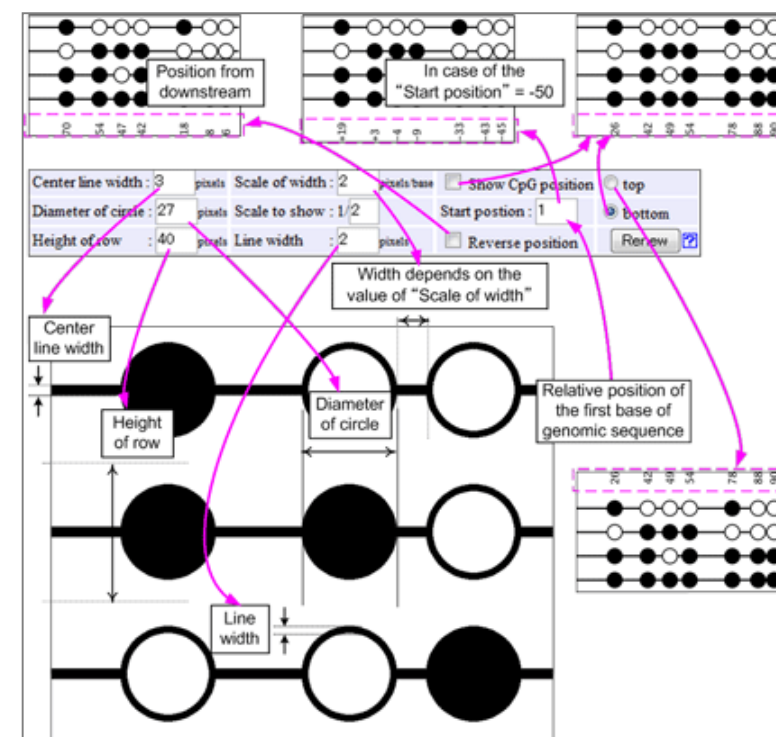 Position from
downstream
In case of the
"Start position" = -50
70 54 47 42 18 8 6
+19 +3 -4 -9 -33 -43 -45
26 42 49 54 78 88
Center line width : 3 pixels Scale of width : 2 pixels/base Show CpG position top
Diameter of circle : 27 pixels Scale to show : 1/2 Start postion : 1 bottom
Height of row : 40 pixels Line width : 2 pixels Reverse position Renew ?
Width depends on the
value of "Scale of width"
Center
line width
Height
of row
Diameter
of circle
Relative position of
the first base of
genomic sequence
26 42 49 54 78 88 90
Line
width